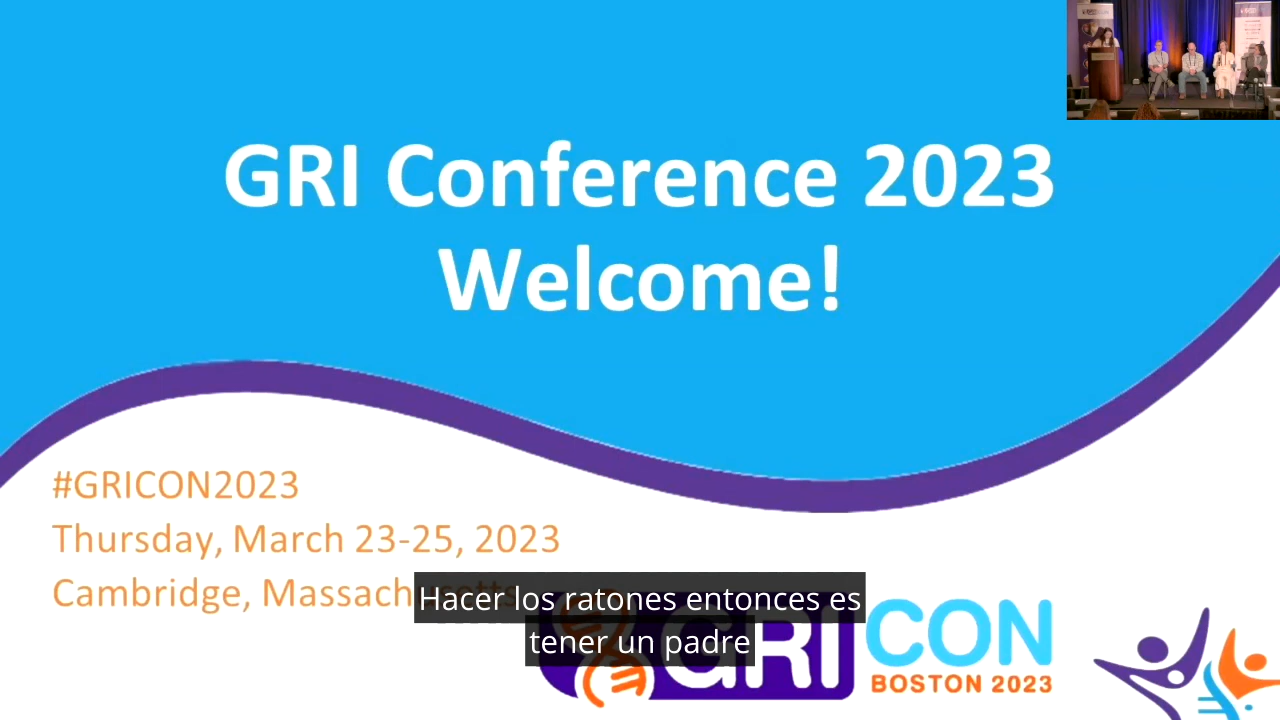 GRI Conference 2023
Welcome!
#GRICON2023
Thursday, March 23-25, 2023
Cambridge, Massachusetts
Hacer los ratones entonces es
tener un padre
GRI CON
BOSTON 2023